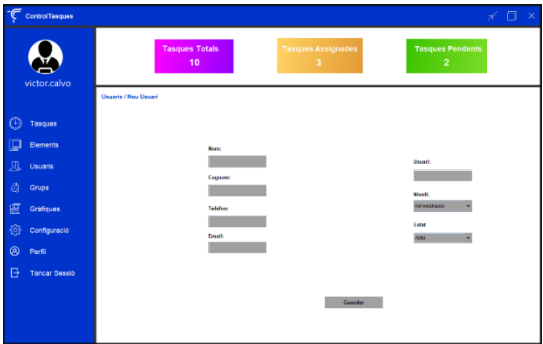 ControlTasques
victor.calvo
Tasques
Elements
Usuaris
Grups
Gràfiques
Configuració
Perfil
Tancar Sessió
Tasques Totals
10
Tasques Assignades
3
Tasques Pendents
2
Usuaris / Nou Usuari
Nom:
Cognom:
Telèfon:
Email:
Usuari:
Nivell:
Administrador
Estat
Actiu
Guardar